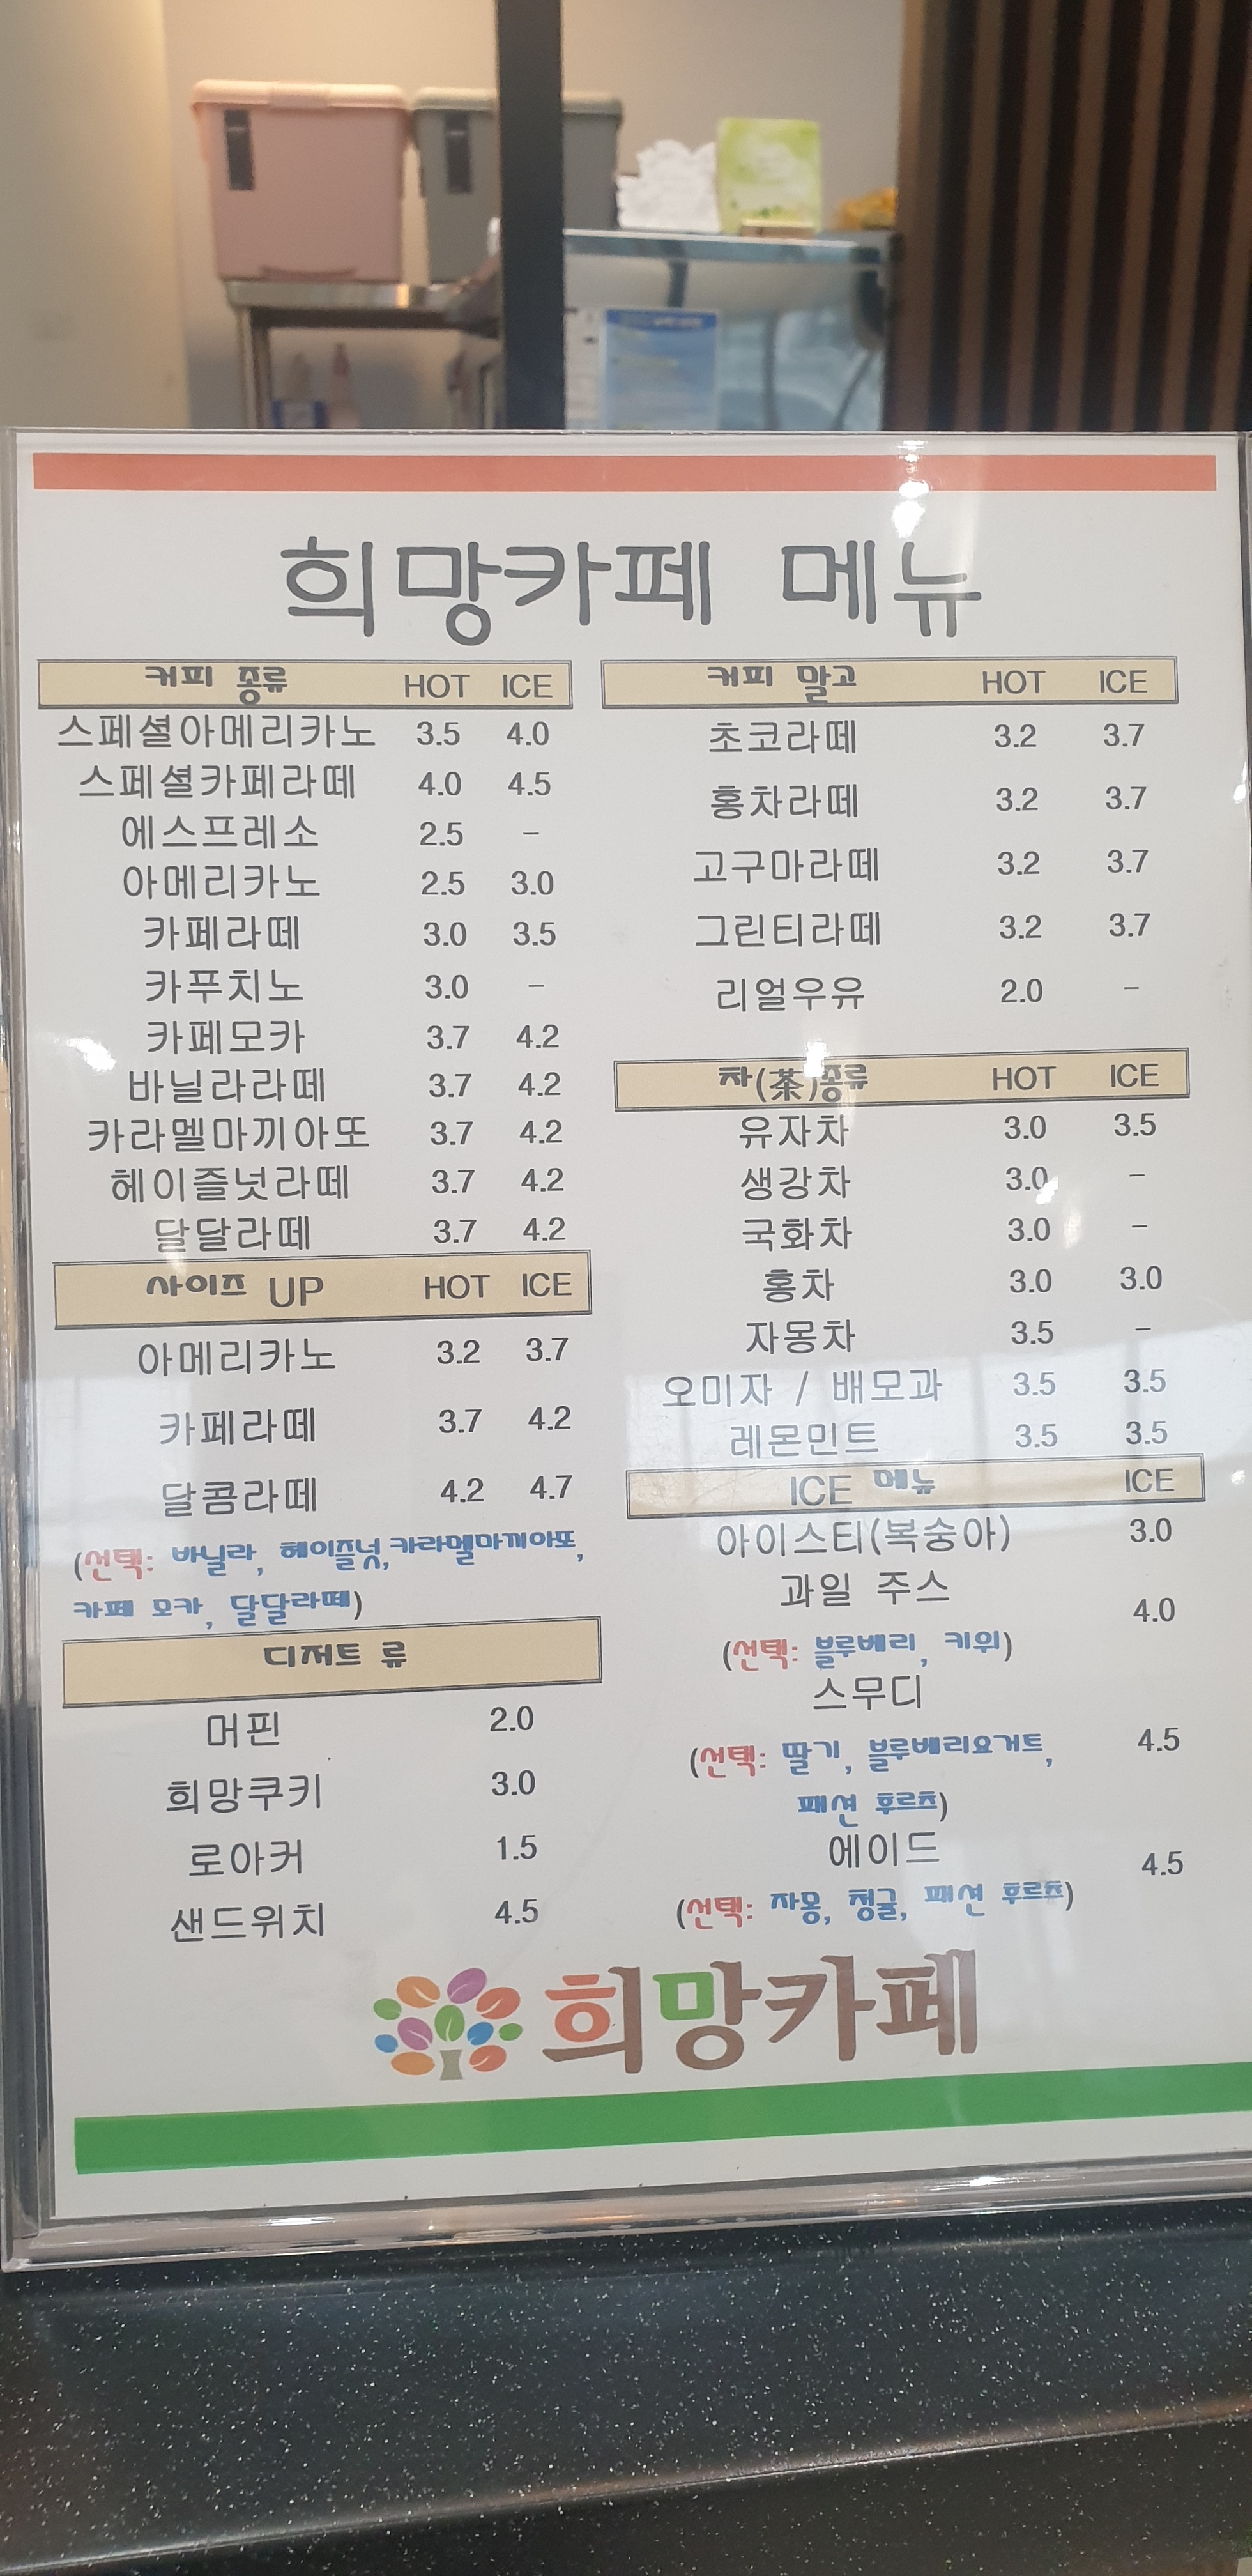 희망카페 메뉴
커피 종류 HOT ICE
스페셜아메리카노 3.5 4.0
스페셜카페라떼 4.0 4.5
에스프레소 2.5 –
아메리카노 2.5 3.0
카페라떼 3.0 3.5
카푸치노 3.0 –
카페모카 3.7 4.2
바닐라라떼 3.7 4.2
카라멜마끼아또 3.7 4.2
헤이즐넛라떼 3.7 4.2
달달라떼 3.7 4.2
사이즈 UP HOT ICE
아메리카노 3.2 3.7
카페라떼 3.7 4.2
달콤라떼 4.2 4.7
(선택: 바닐라, 헤이즐넛,카라멜마끼아또,
카페 모카, 달달라떼)
디저트 류
머핀 2.0
희망쿠키 3.0
로아커 1.5
샌드위치 4.5
커피 말고 HOT ICE
초코라떼 3.2 3.7
홍차라떼 3.2 3.7
고구마라떼 3.2 3.7
그린티라떼 3.2 3.7
리얼우유 2.0 –
차(茶)종류 HOT ICE
유자차 3.0 3.5
생강차 3.0 –
국화차 3.0 –
홍차 3.0 3.0
자몽차 3.5 –
오미자 / 배모과 3.5 3.5
레몬민트 3.5 3.5
ICE 메뉴 ICE
아이스티(복숭아) 3.0
과일 주스 4.0
(선택: 블루베리, 키위)
스무디
(선택: 딸기, 블루베리요거트, 4.5
패션 후르츠)
에이드 4.5
(선택: 자몽, 청귤, 패션 후르츠)
희망카페